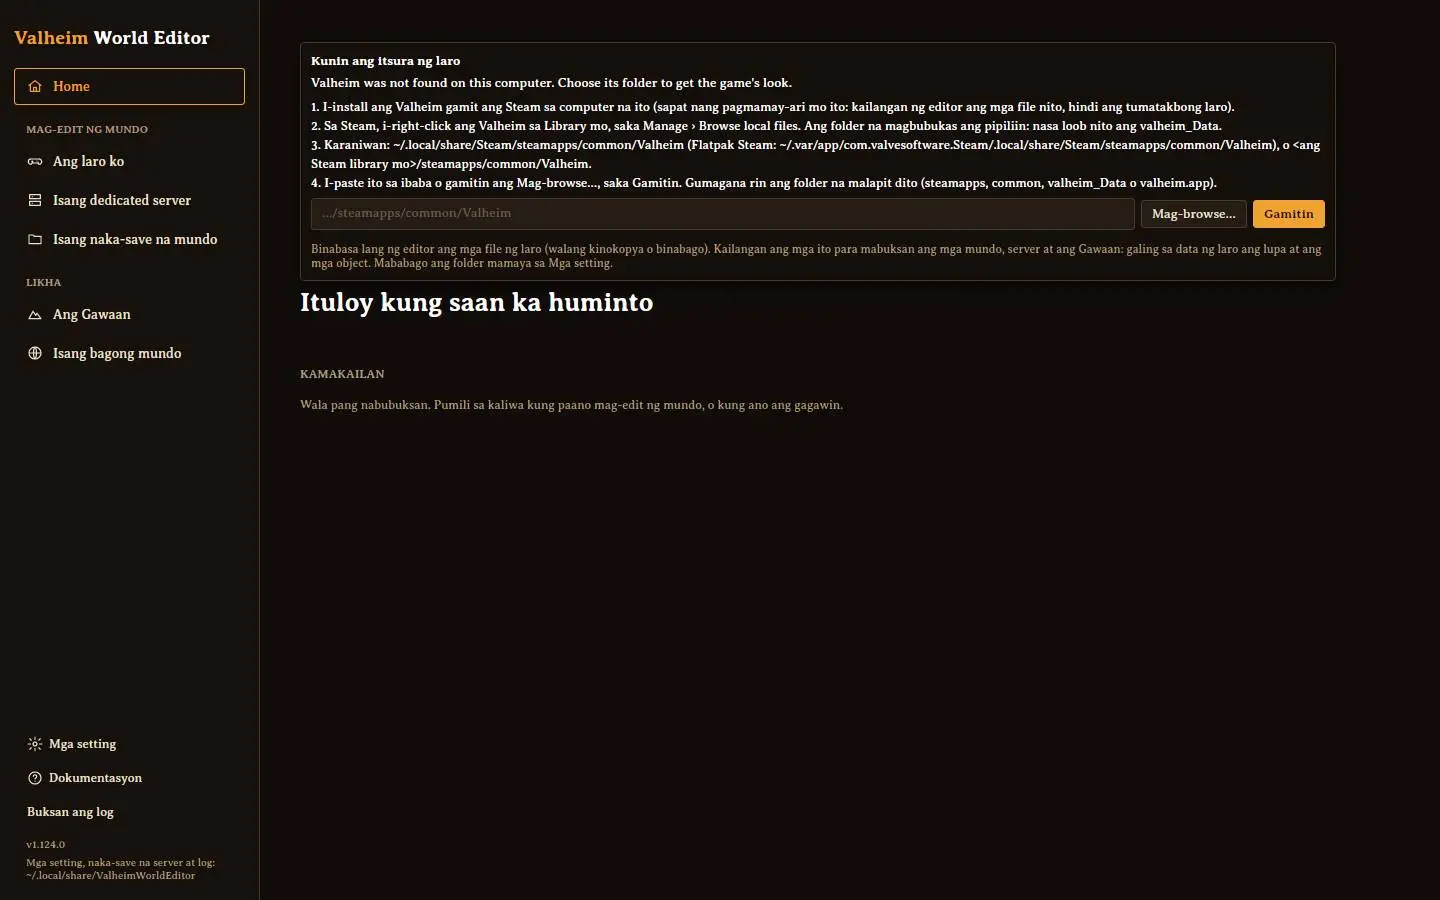 Valheim World Editor
Home
MAG-EDIT NG MUNDO
Ang laro ko
Isang dedicated server
Isang naka-save na mundo
LIKHA
Ang Gawaan
Isang bagong mundo
Mga setting
Dokumentasyon
Buksan ang log
v1.124.0
Mga setting, naka-save na server at log:
~/.local/share/ValheimWorldEditor
Kunin ang itsura ng laro
Valheim was not found on this computer. Choose its folder to get the game's look.
1. I-install ang Valheim gamit ang Steam sa computer na ito (sapat nang pagmamay-ari mo ito: kailangan ng editor ang mga file nito, hindi ang tumatakbong laro).
2. Sa Steam, i-right-click ang Valheim sa Library mo, saka Manage › Browse local files. Ang folder na magbubukas ang pipiliin: nasa loob nito ang valheim_Data.
3. Karaniwan: ~/.local/share/Steam/steamapps/common/Valheim (Flatpak Steam: ~/.var/app/com.valvesoftware.Steam/.local/share/Steam/steamapps/common/Valheim), o <ang
Steam library mo>/steamapps/common/Valheim.
4. I-paste ito sa ibaba o gamitin ang Mag-browse..., saka Gamitin. Gumagana rin ang folder na malapit dito (steamapps, common, valheim_Data o valheim.app).
.../steamapps/common/Valheim
Mag-browse...
Gamitin
Binabasa lang ng editor ang mga file ng laro (walang kinokopya o binabago). Kailangan ang mga ito para mabuksan ang mga mundo, server at ang Gawaan: galing sa data ng laro ang lupa at ang
mga object. Mababago ang folder mamaya sa Mga setting.
Ituloy kung saan ka huminto
KAMAKAILAN
Wala pang nabubuksan. Pumili sa kaliwa kung paano mag-edit ng mundo, o kung ano ang gagawin.